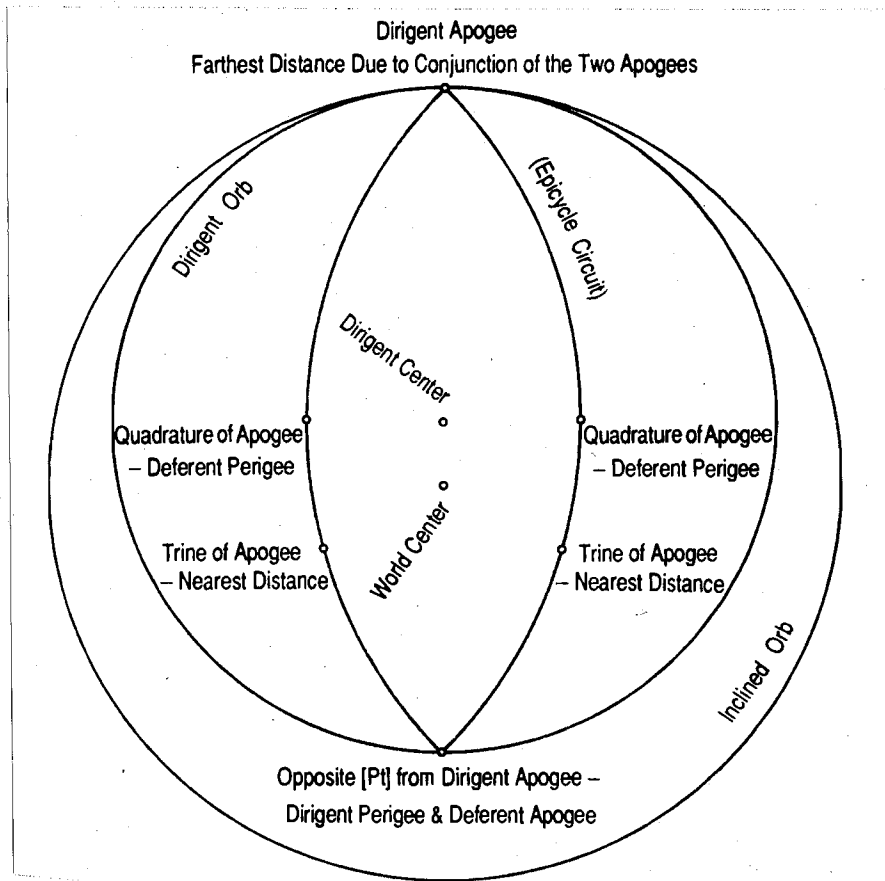 Dirigent Apogee
Farthest Distance Due to Conjunction of the Two Apogees
Dirigent Orb
(Epicycle Circuit)
Dirigent Center
Quadrature of Apogee
– Deferent Perigee
Quadrature of Apogee
– Deferent Perigee
World Center
Trine of Apogee
– Nearest Distance
Trine of Apogee
– Nearest Distance
Inclined Orb
Opposite [Pt] from Dirigent Apogee –
Dirigent Perigee & Deferent Apogee